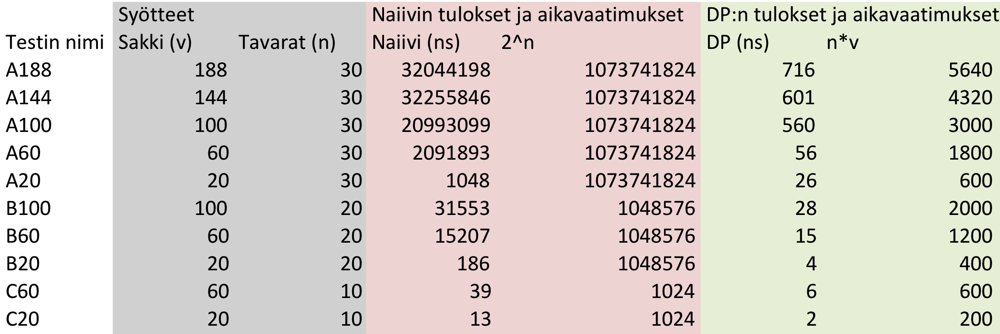 Syötteet Naiivin tulokset ja aikavaatimukset DP:n tulokset ja aikavaatimukset
Testin nimi Sakki (v) Tavarat (n) Naiivi (ns) 2^n DP (ns) n*v
A188 188 30 32044198 1073741824 716 5640
A144 144 30 32255846 1073741824 601 4320
A100 100 30 20993099 1073741824 560 3000
A60 60 30 2091893 1073741824 56 1800
A20 20 30 1048 1073741824 26 600
B100 100 20 31553 1048576 28 2000
B60 60 20 15207 1048576 15 1200
B20 20 20 186 1048576 4 400
C60 60 10 39 1024 6 600
C20 20 10 13 1024 2 200